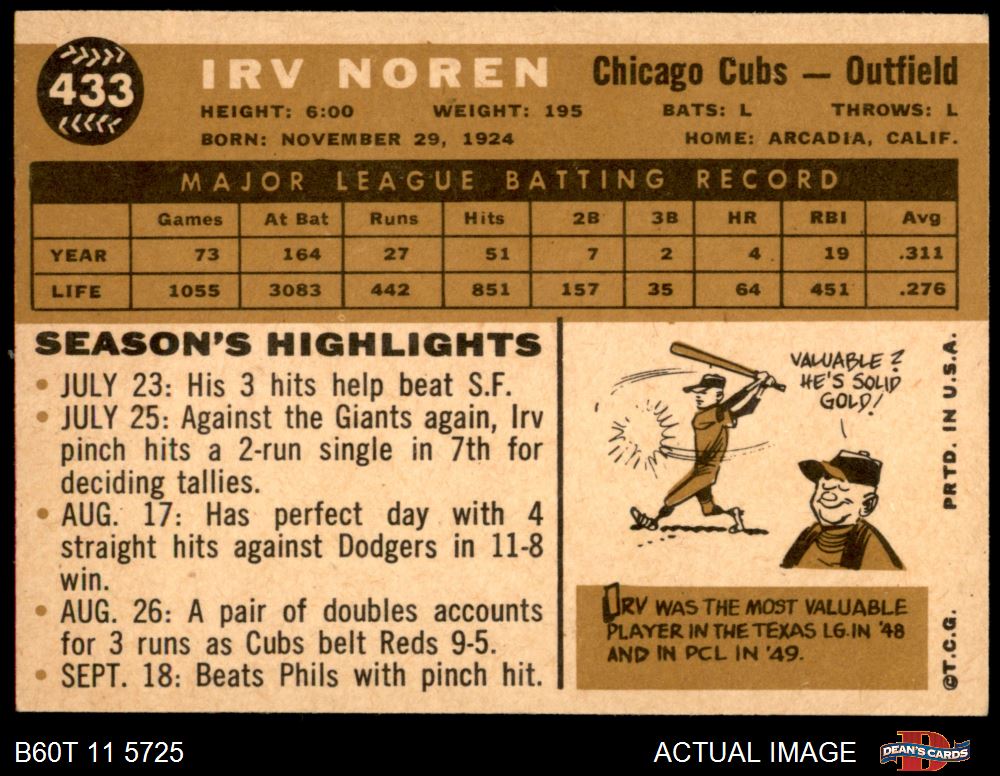 433
IRV NOREN
Chicago Cubs — Outfield
HEIGHT: 6:00 WEIGHT: 195 BATS: L THROWS: L
BORN: NOVEMBER 29, 1924 HOME: ARCADIA, CALIF.
MAJOR LEAGUE BATTING RECORD
Games At Bat Runs Hits 2B 3B HR RBI Avg
YEAR 73 164 27 51 7 2 4 19 .311
LIFE 1055 3083 442 851 157 35 64 451 .276
SEASON'S HIGHLIGHTS
• JULY 23: His 3 hits help beat S.F.
• JULY 25: Against the Giants again, Irv
pinch hits a 2-run single in 7th for
deciding tallies.
• AUG. 17: Has perfect day with 4
straight hits against Dodgers in 11-8
win.
• AUG. 26: A pair of doubles accounts
for 3 runs as Cubs belt Reds 9-5.
• SEPT. 18: Beats Phils with pinch hit.
VALUABLE?
HE'S SOLID
GOLD!
IRV WAS THE MOST VALUABLE
PLAYER IN THE TEXAS LG. IN '48
AND IN PCL IN '49.
©T.C.G. PRTD. IN U.S.A.
B60T 11 5725
ACTUAL IMAGE
D
DEAN'S CARDS